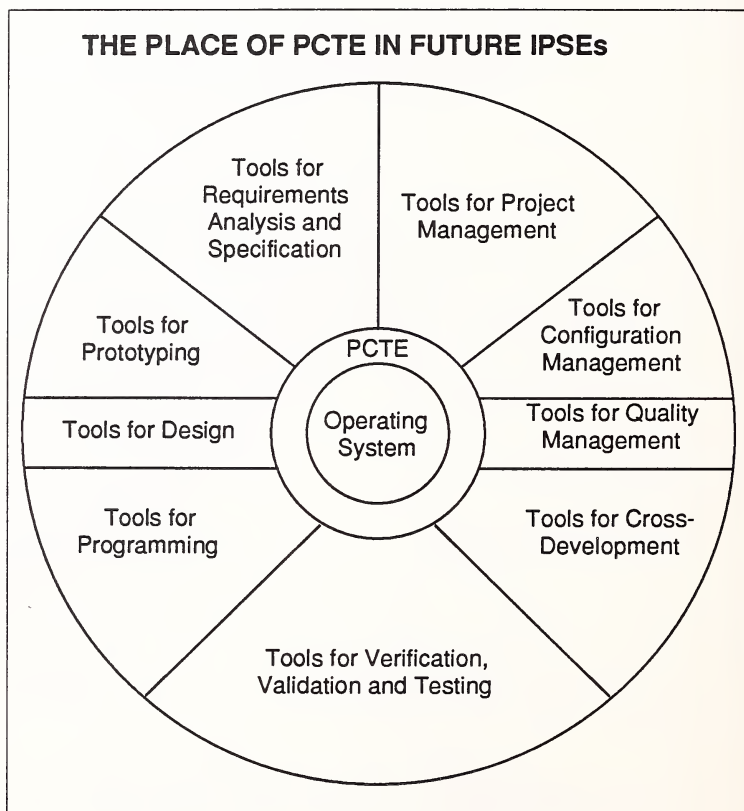 THE PLACE OF PCTE IN FUTURE IPSEs
Tools for
Requirements
Analysis and
Specification
Tools for Project
Management
Tools for
Prototyping
Tools for
Configuration
Management
PCTE
Operating
System
Tools for Design
Tools for Quality
Management
Tools for
Programming
Tools for Cross-
Development
Tools for Verification,
Validation and Testing